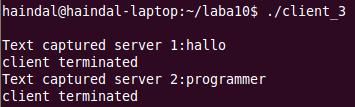 haindal@haindal-laptop:~/laba10$ ./client_3
Text captured server 1:hallo
client terminated
Text captured server 2:programmer
client terminated